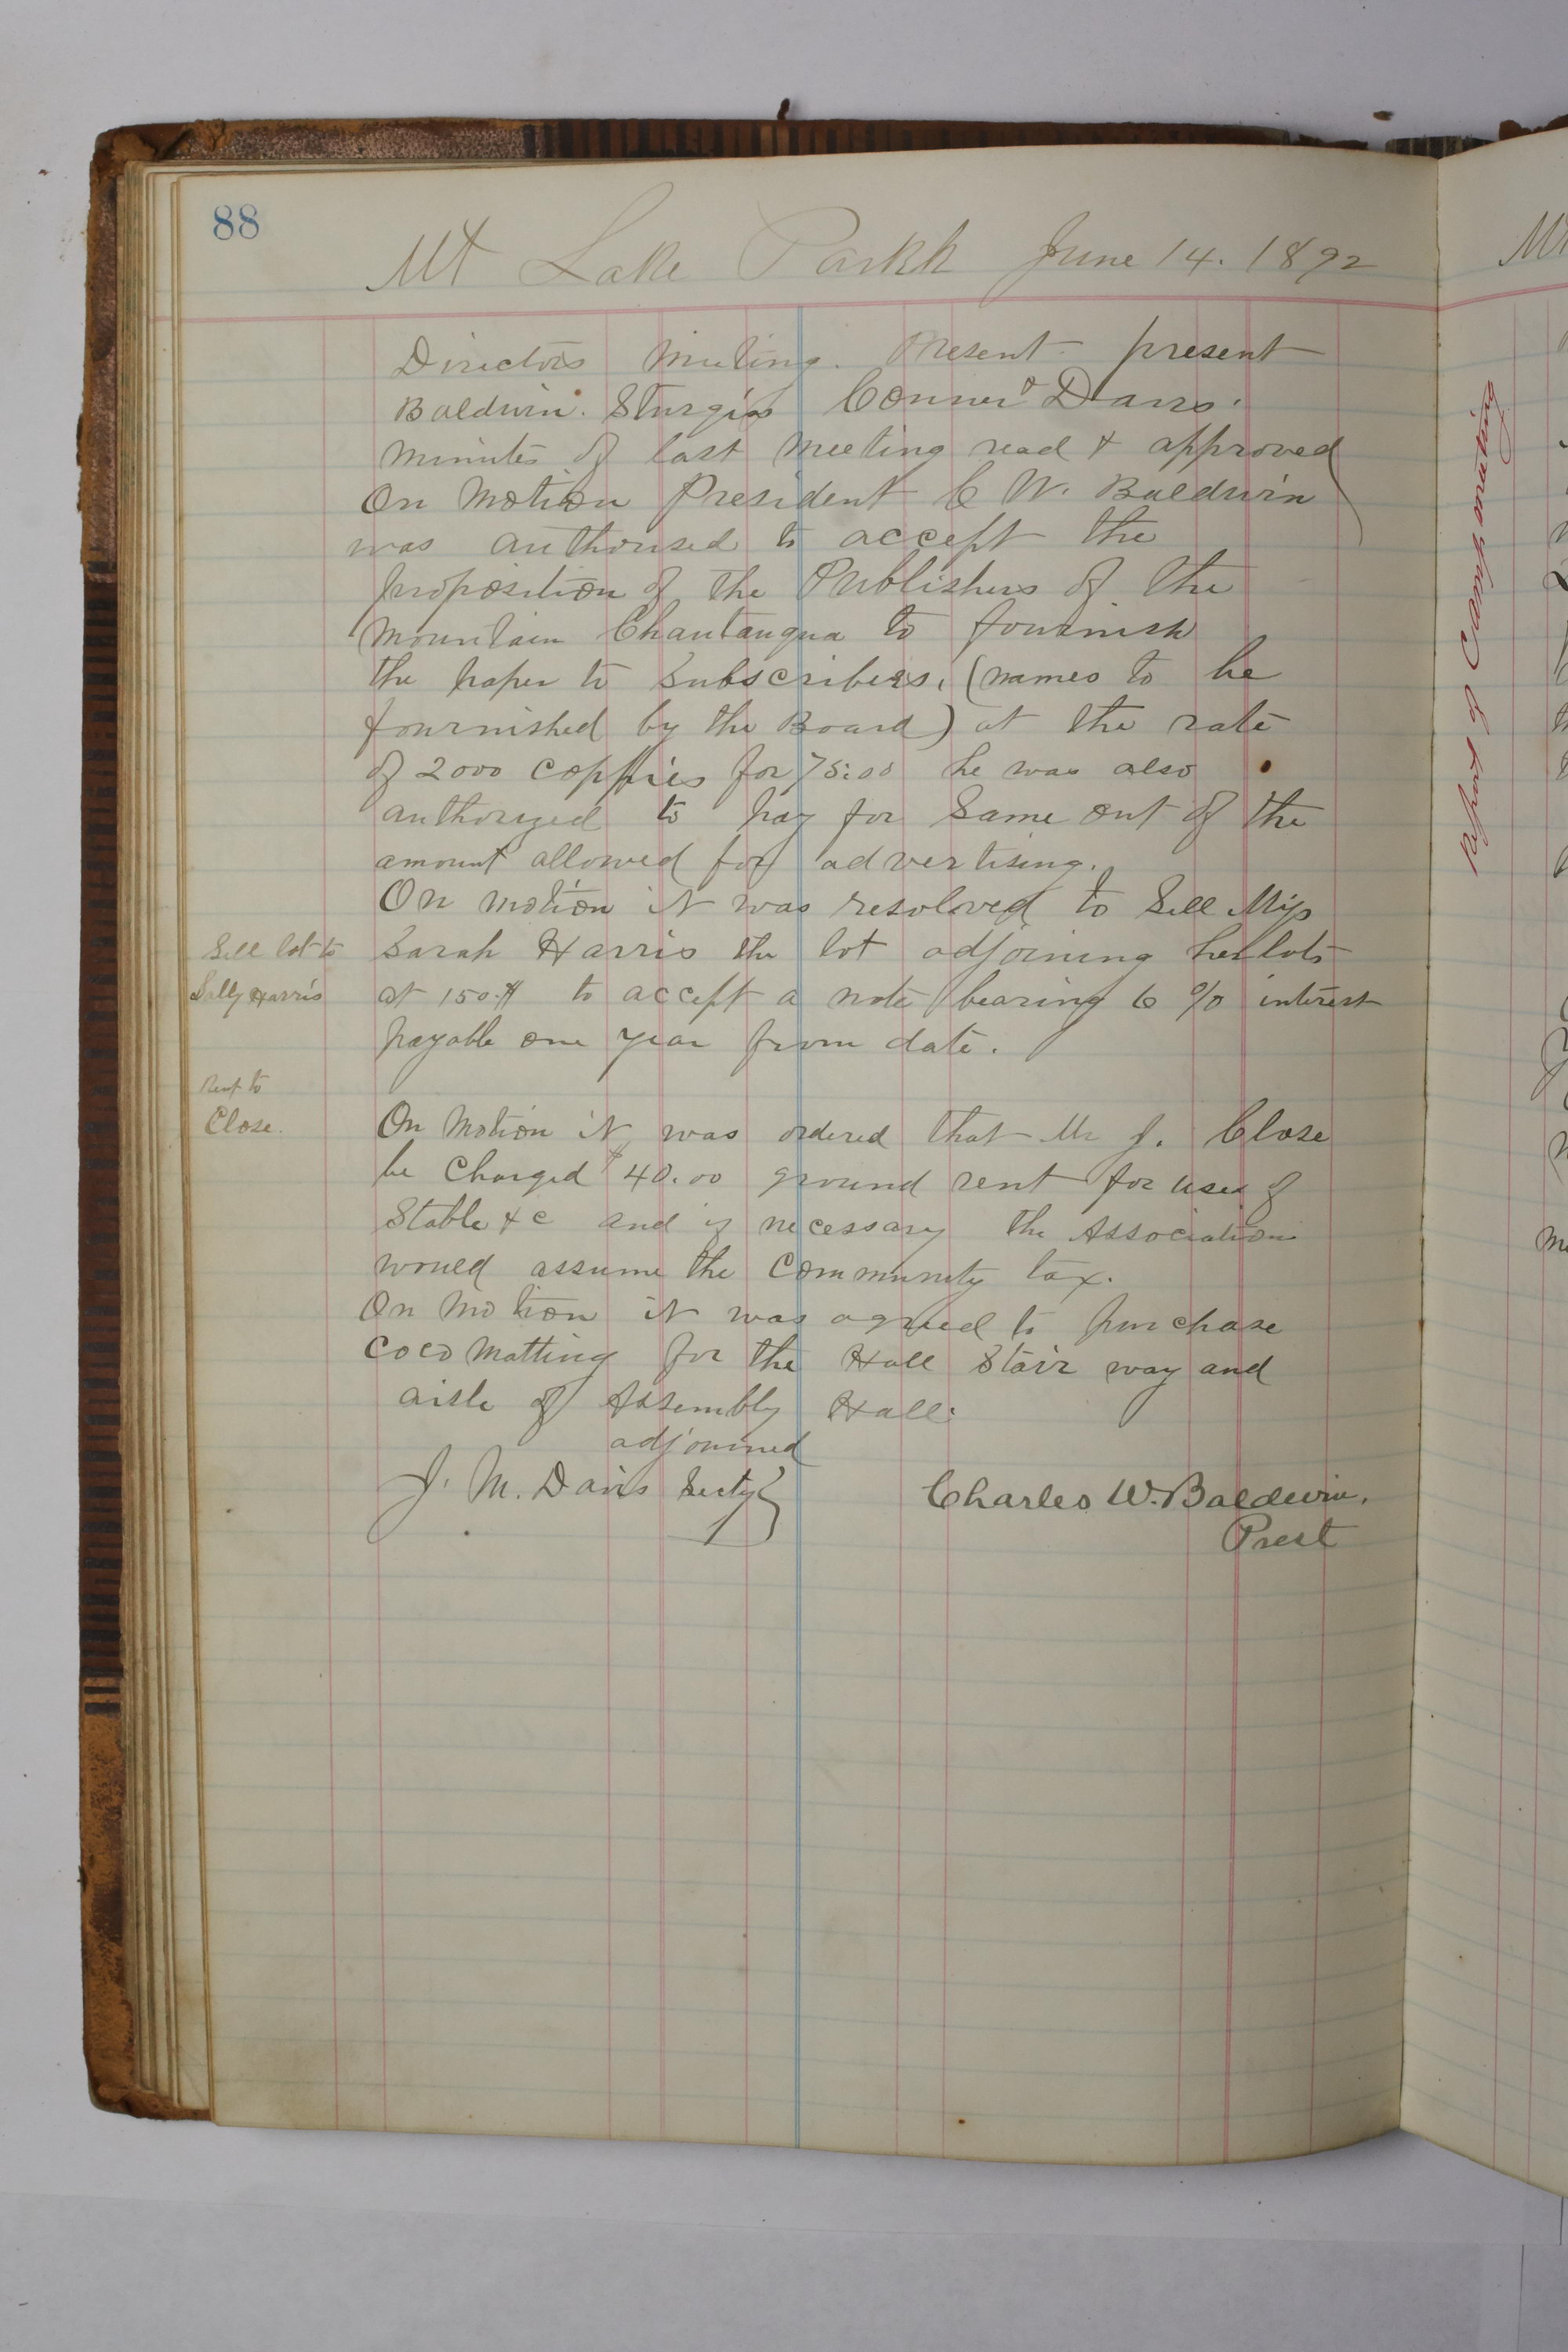 88
Mt Lake Parkk June 14. 1892
Directors Meeting. Present present
Baldwin. Sturgis Conner & Davis.
Minutes of last Meeting read & approved
On Motion President C W. Baldwin
was authorised to accept the
proposition of the Publishers of the
Mountain Chautauqua to fournish
the paper to Subscribers, (names to be
fournished by the Board) at the rate
of 2000 coppies for 75.00 he was also
authorized to pay for Same out of the
amount allowed for advertising.
On motion it was resolved to Sell Miss
Sell lot to
Sally Harris
Sarah Harris the lot adjoining her lots
at 150.$ to accept a note bearing 6 % interest
payable one year from date.
Rent to
Close.
On Motion it was ordered that Mr J. Close
be Charged $40.00 ground rent for uses of
Stable &c and if necessary the Association
would assume the Community tax.
On Motion it was agreed to purchase
Coco Matting for the Hall Stair way and
aisle of Assembly Hall.
adjourned
J. M. Davis Secty
Charles W. Baldwin.
Prest
Report of Camp meeting